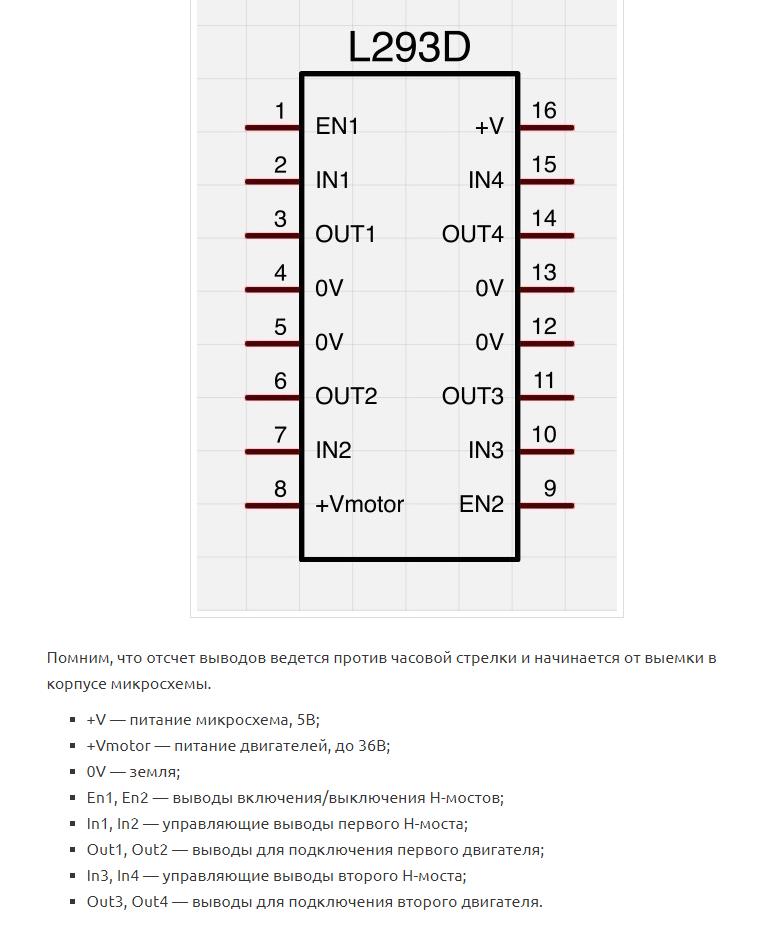 L293D
1 EN1 +V 16
2 IN1 IN4 15
3 OUT1 OUT4 14
4 0V 0V 13
5 0V 0V 12
6 OUT2 OUT3 11
7 IN2 IN3 10
8 +Vmotor EN2 9
Помним, что отсчет выводов ведется против часовой стрелки и начинается от выемки в
корпусе микросхемы.
+V — питание микросхема, 5В;
+Vmotor — питание двигателей, до 36В;
0V — земля;
En1, En2 — выводы включения/выключения H-мостов;
In1, In2 — управляющие выводы первого H-моста;
Out1, Out2 — выводы для подключения первого двигателя;
In3, In4 — управляющие выводы второго H-моста;
Out3, Out4 — выводы для подключения второго двигателя.